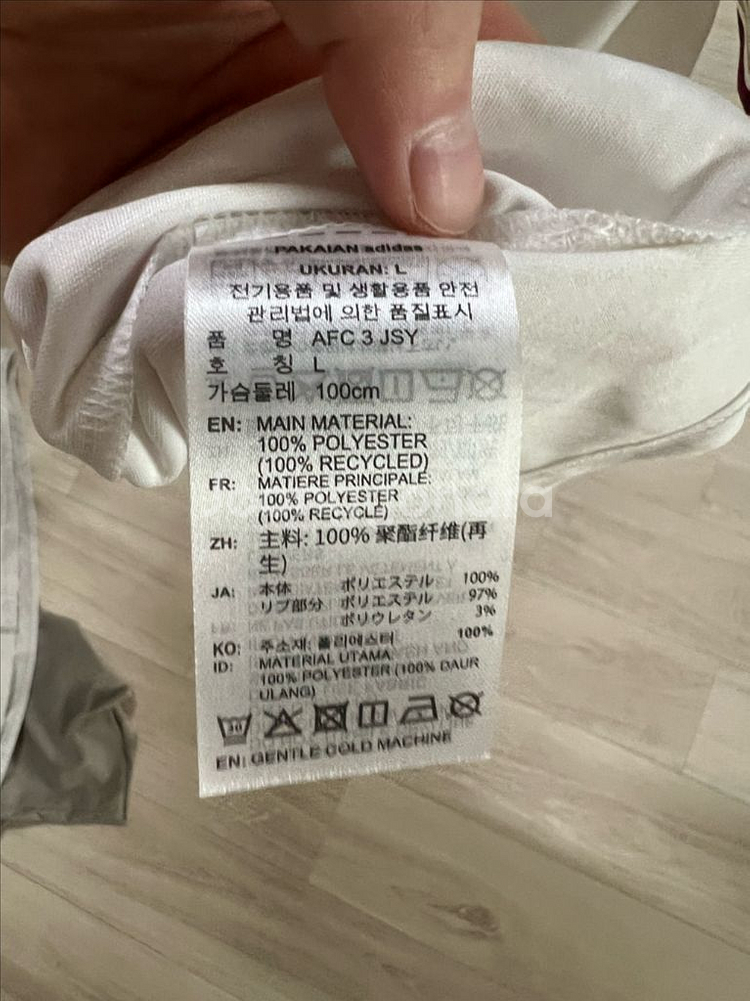 PAKAIAN adidas
UKURAN: L
전기용품 및 생활용품 안전
관리법에 의한 품질표시
품 명 AFC 3 JSY
호 칭 L
가슴둘레 100cm
EN: MAIN MATERIAL:
100% POLYESTER
(100% RECYCLED)
FR: MATIERE PRINCIPALE:
100% POLYESTER
(100% RECYCLÉ)
ZH: 主料: 100% 聚酯纤维(再
生)
JA: 本体 ポリエステル 100%
リブ部分 ポリエステル 97%
ポリウレタン 3%
KO: 주소재: 폴리에스터 100%
ID: MATERIAL UTAMA:
100% POLYESTER (100% DAUR
ULANG)
30
EN: GENTLE COLD MACHINE